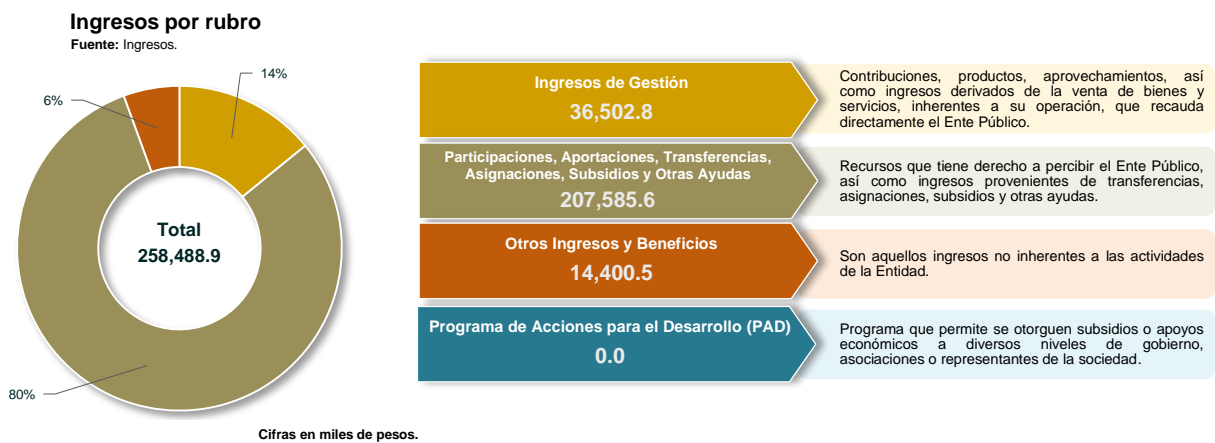 Ingresos por rubro
Fuente: Ingresos.
14%
6%
80%
Total
258,488.9
Ingresos de Gestión
36,502.8
Contribuciones, productos, aprovechamientos, así
como ingresos derivados de la venta de bienes y
servicios, inherentes a su operación, que recauda
directamente el Ente Público.
Participaciones, Aportaciones, Transferencias,
Asignaciones, Subsidios y Otras Ayudas
207,585.6
Recursos que tiene derecho a percibir el Ente Público,
así como ingresos provenientes de transferencias,
asignaciones, subsidios y otras ayudas.
Otros Ingresos y Beneficios
14,400.5
Son aquellos ingresos no inherentes a las actividades
de la Entidad.
Programa de Acciones para el Desarrollo (PAD)
0.0
Programa que permite se otorguen subsidios o apoyos
económicos a diversos niveles de gobierno,
asociaciones o representantes de la sociedad.
Cifras en miles de pesos.